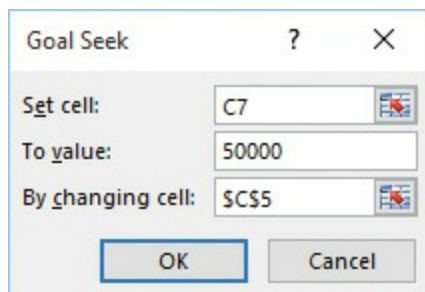 Goal Seek ? ×
Set cell: C7
To value: 50000
By changing cell: $C$5
OK Cancel